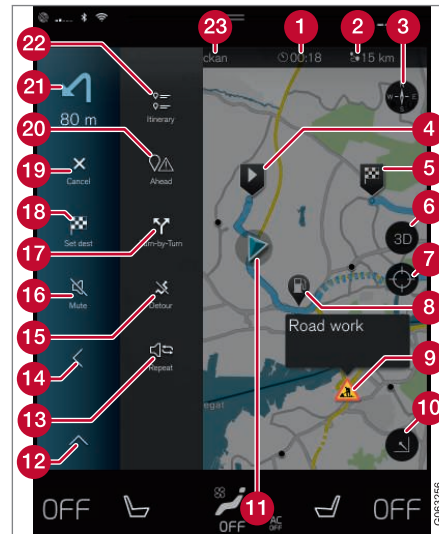 23
1
2
3
22
ckan
00:18
15 km
W
E
S
21
80 m
Itinerary
4
5
20
19
Cancel
Ahead
6
18
Set dest
17
Turn-by-Turn
3D
7
16
Mute
15
Detour
8
Road work
14
13
Repeat
9
12
10
11
OFF
OFF
AC
OFF
OFF
G063256